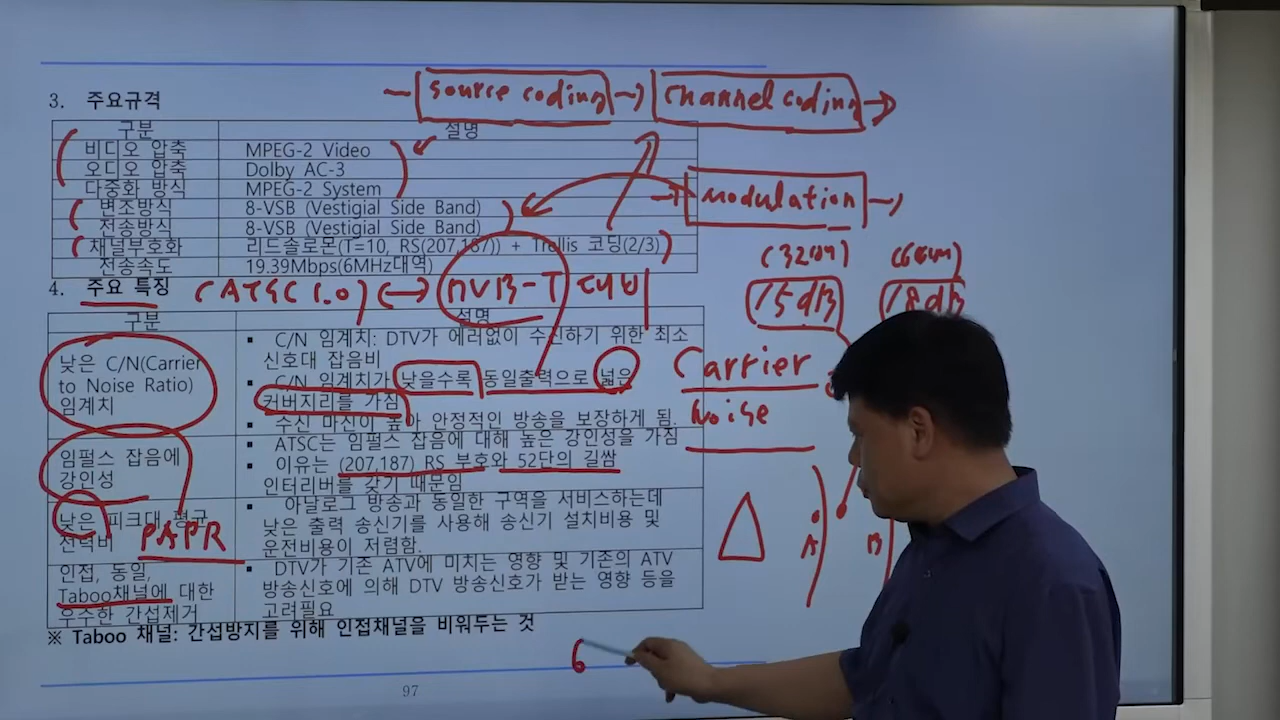 source coding
channel coding
3. 주요규격
구분 설명
비디오 압축 MPEG-2 Video
오디오 압축 Dolby AC-3
다중화 방식 MPEG-2 System
modulation
변조방식 8-VSB (Vestigial Side Band)
전송방식 8-VSB (Vestigial Side Band)
채널부호화 리드솔로몬(T=10, RS(207,187)) + Trellis 코딩(2/3)
전송속도 19.39Mbps(6MHz대역)
(32km) (66km)
4. 주요 특징 (ATSC 1.0) ↔ DVB-T 대비
15dB 18dB
구분 설명
낮은 C/N(Carrier
to Noise Ratio)
임계치
▪ C/N 임계치: DTV가 에러없이 수신하기 위한 최소
신호대 잡음비
▪ C/N 임계치가 낮을수록 동일출력으로 넓은
커버지리를 가짐
▪ 수신 마진이 높아 안정적인 방송을 보장하게 됨.
Carrier
Noise
임펄스 잡음에
강인성
▪ ATSC는 임펄스 잡음에 대해 높은 강인성을 가짐
▪ 이유는 (207,187) RS 부호와 52단의 길쌈
인터리버를 갖기 때문임
낮은 피크대 평균
전력비 PAPR
▪ 아날로그 방송과 동일한 구역을 서비스하는데
낮은 출력 송신기를 사용해 송신기 설치비용 및
운전비용이 저렴함.
A B
인접, 동일,
Taboo채널에 대한
우수한 간섭제거
▪ DTV가 기존 ATV에 미치는 영향 및 기존의 ATV
방송신호에 의해 DTV 방송신호가 받는 영향 등을
고려필요
※ Taboo 채널: 간섭방지를 위해 인접채널을 비워두는 것
6
97